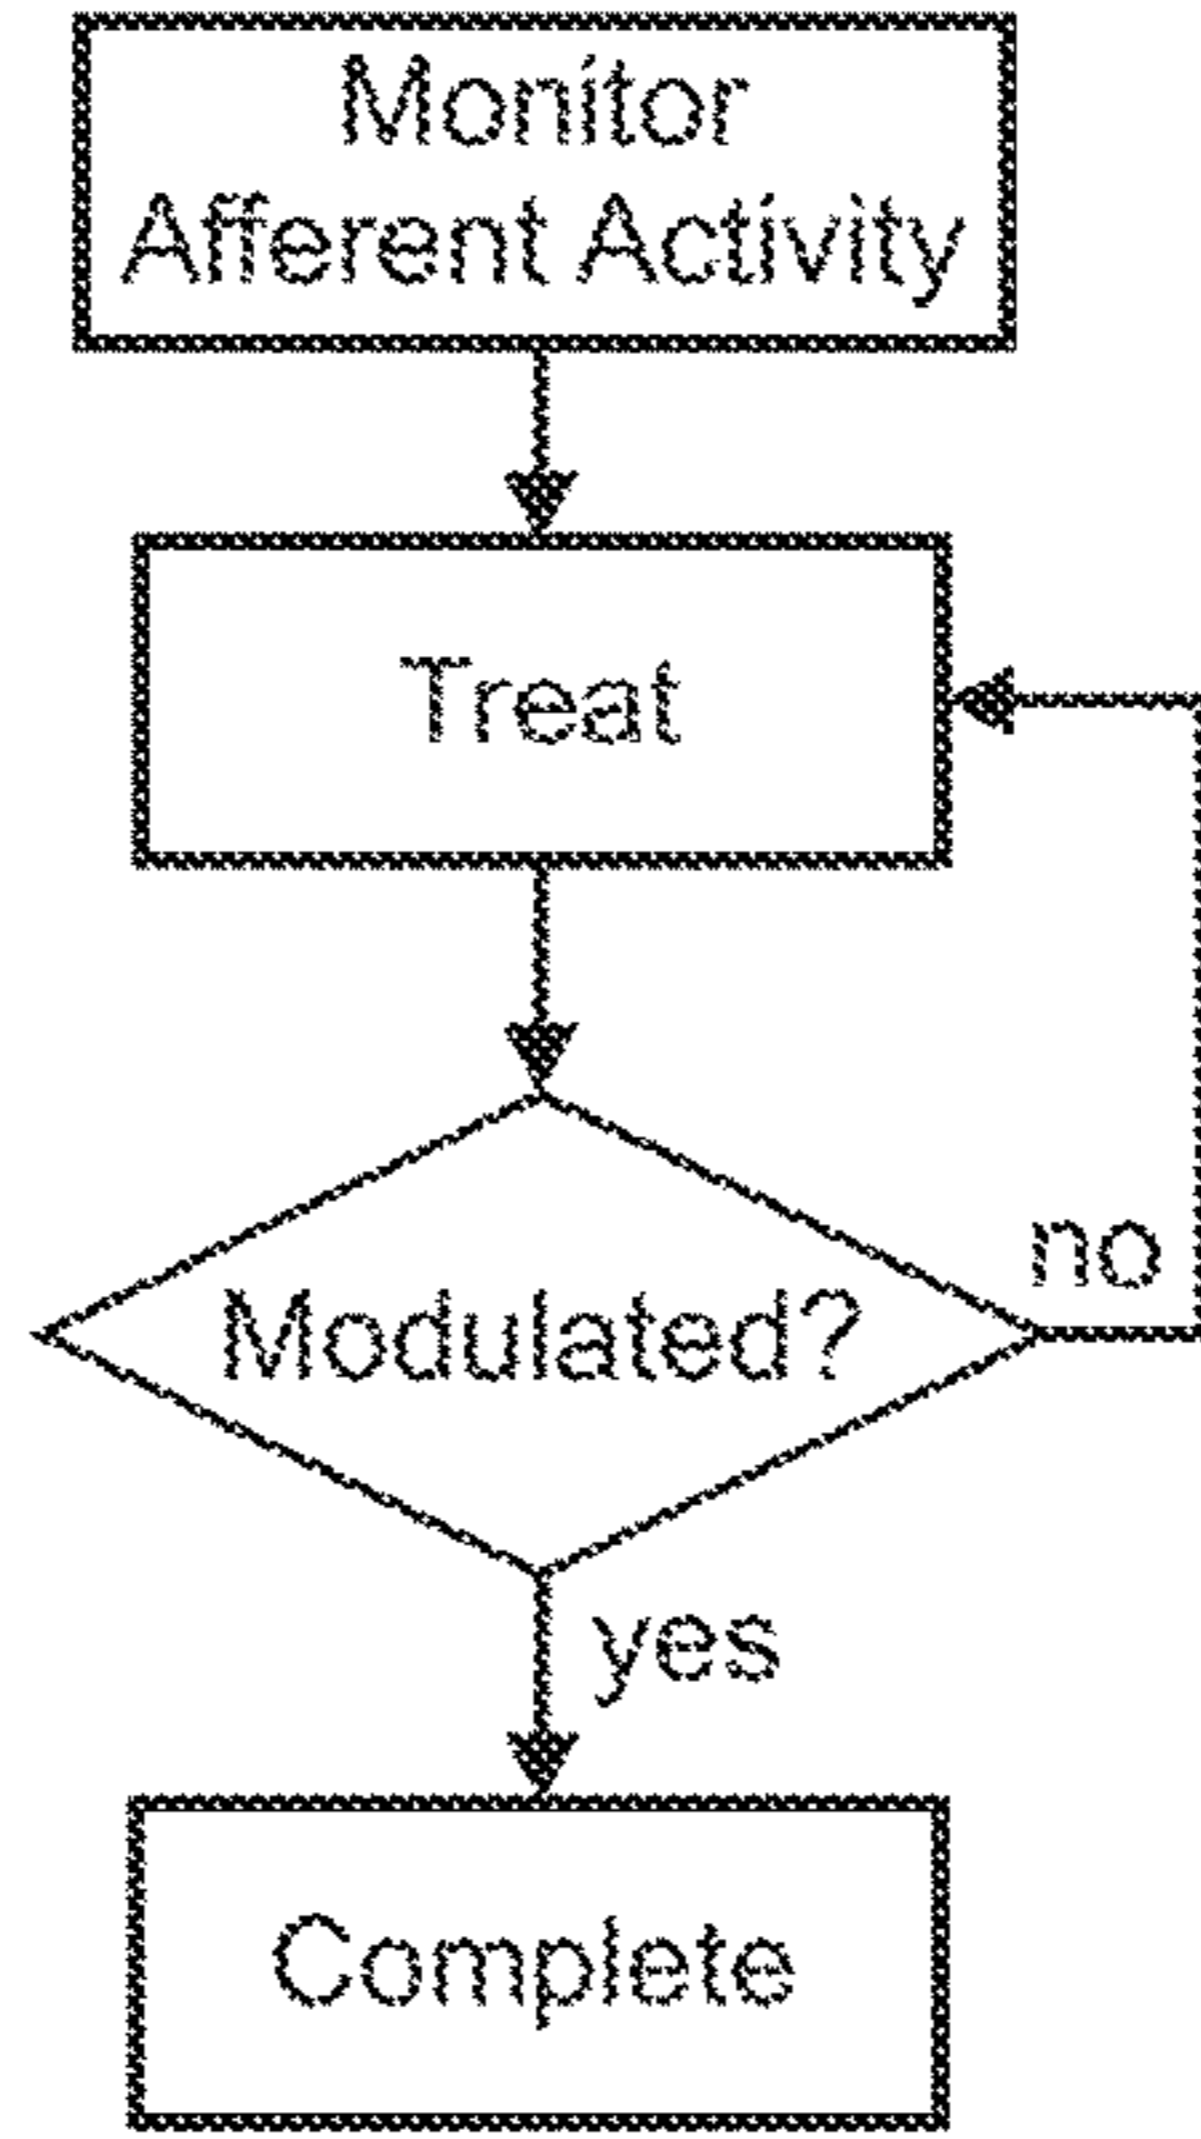 Monitor
Afferent Activity
Treat
no
Modulated?
yes
Complete